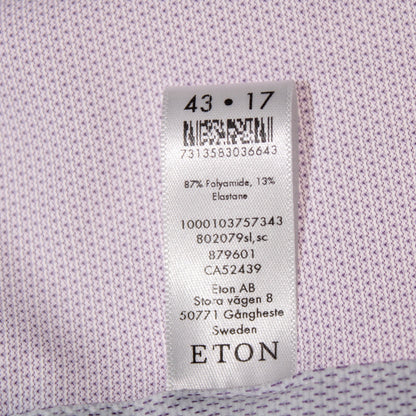 43 • 17
7313583036643
87% Polyamide, 13%
Elastane
1000103757343
802079sl,sc
879601
CA52439
Eton AB
Stora vägen 8
50771 Gångheste
Sweden
ETON